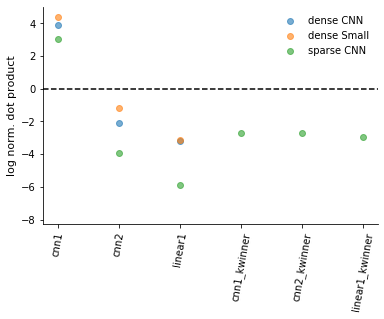 log norm. dot product
4
2
0
−2
−4
−6
−8
dense CNN
dense Small
sparse CNN
cnn1
cnn2
linear1
cnn1_kwinner
cnn2_kwinner
linear1_kwinner